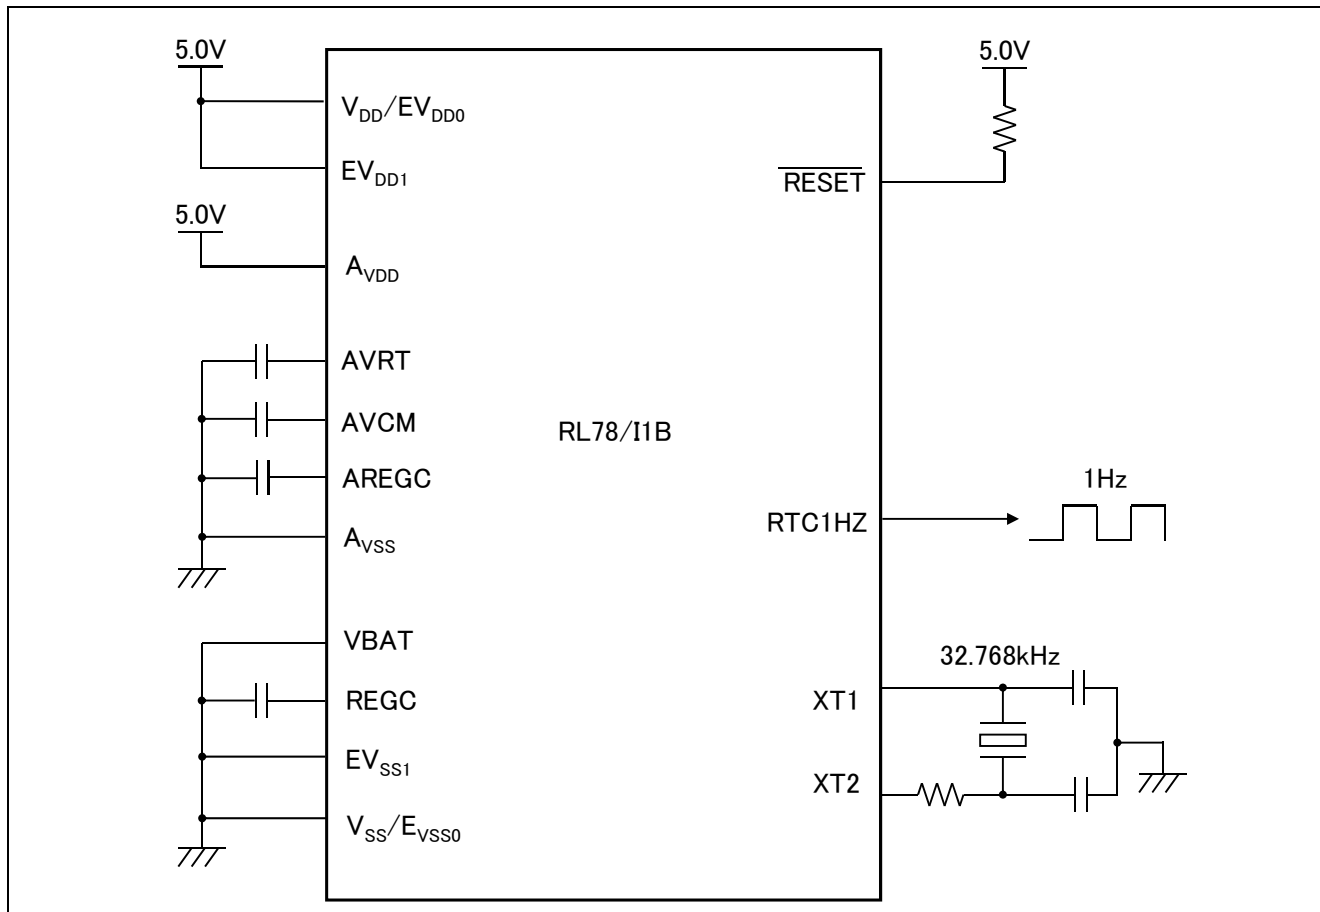 5.0V
V_DD/EV_DD0
EV_DD1
5.0V
A_VDD
AVRT
AVCM
AREGC
A_VSS
VBAT
REGC
EV_SS1
V_SS/E_VSS0
RL78/I1B
5.0V
RESET
RTC1HZ
1Hz
32.768kHz
XT1
XT2